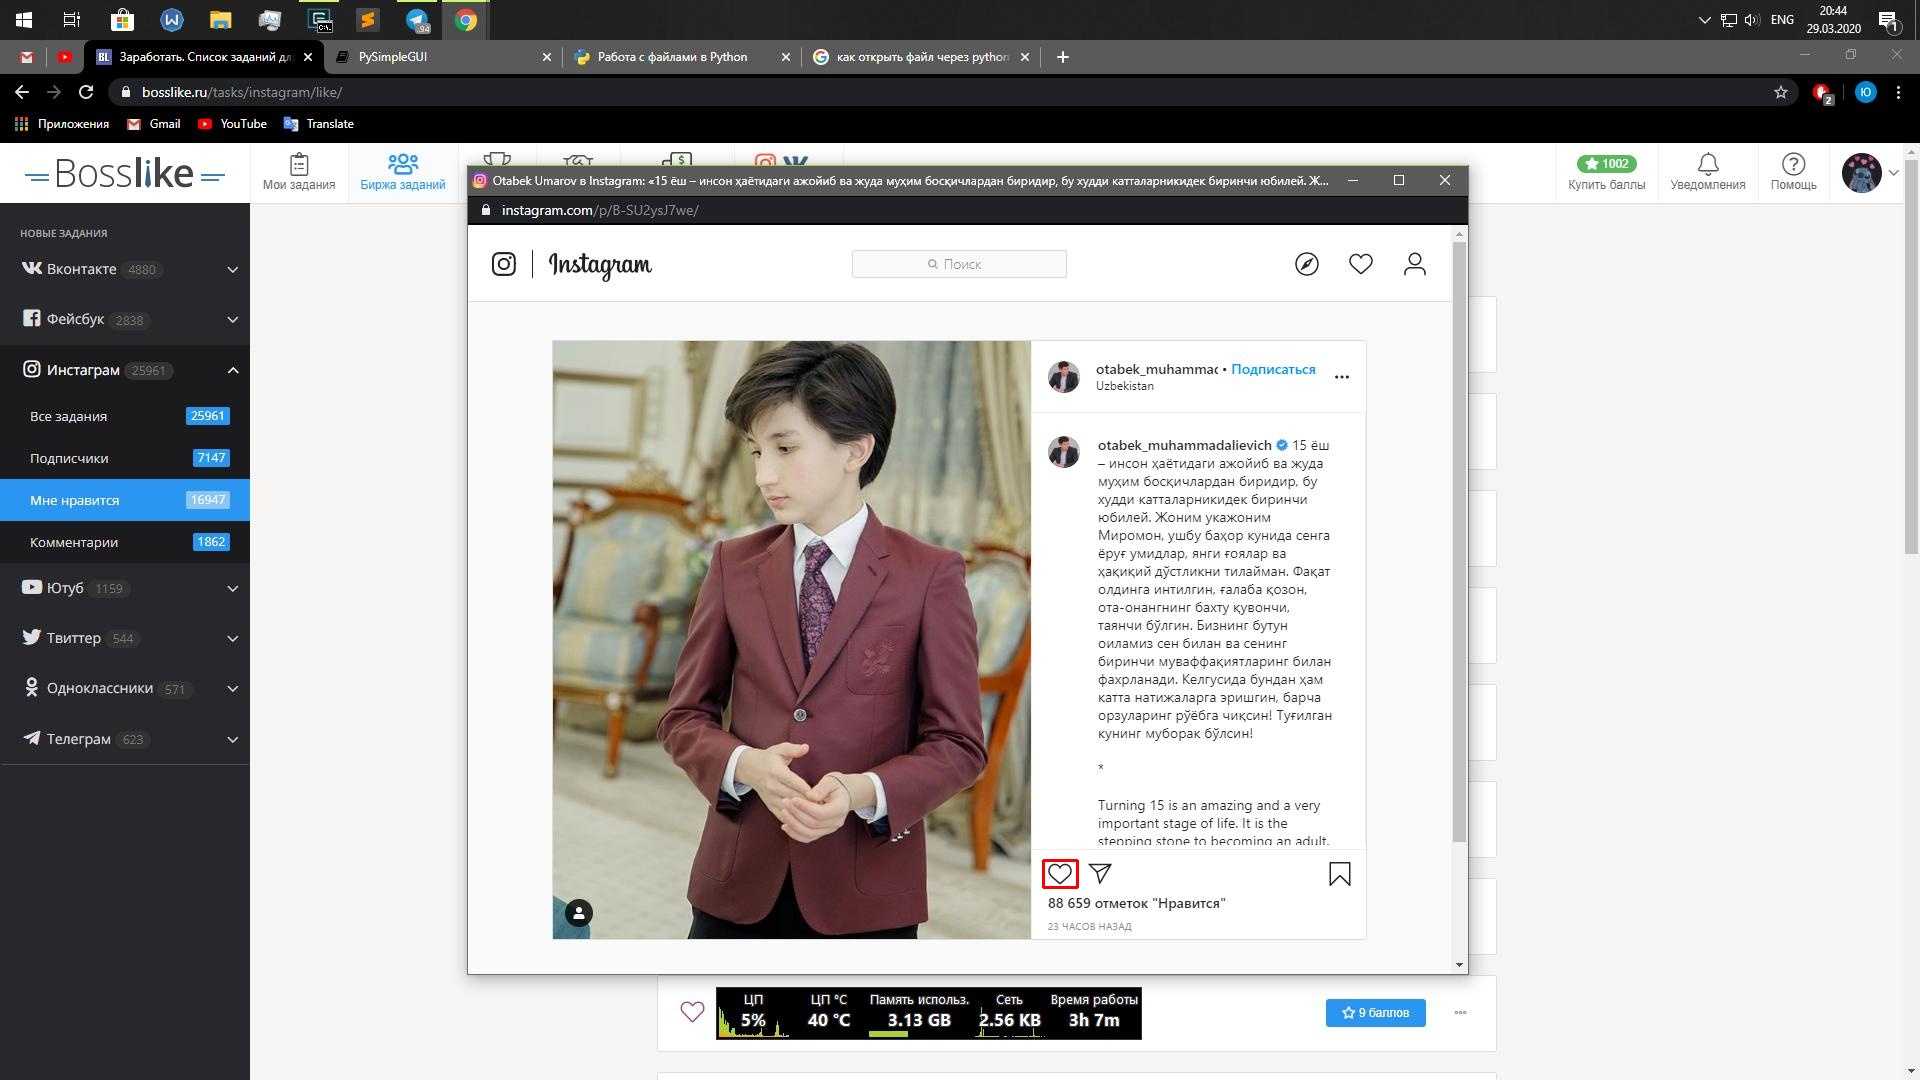 94
C:\.
ENG
20:44
29.03.2020
1
BL Заработать. Список заданий дл
PySimpleGUI
Работа с файлами в Python
как открыть файл через python
bosslike.ru/tasks/instagram/like/
2
Ю
Приложения
Gmail
YouTube
Translate
Bosslike
Мои задания
Биржа заданий
1002
Купить баллы
Уведомления
Помощь
Otabek Umarov в Instagram: «15 ёш – инсон ҳаётидаги ажойиб ва жуда муҳим босқичлардан биридир, бу худди катталарникидек биринчи юбилей. Ж...
instagram.com/p/B-SU2ysJ7we/
НОВЫЕ ЗАДАНИЯ
Вконтакте 4880
Фейсбук 2838
Инстаграм 25961
Все задания 25961
Подписчики 7147
Мне нравится 16947
Комментарии 1862
Ютуб 1159
Твиттер 544
Одноклассники 571
Телеграм 623
Instagram
Поиск
otabek_muhammac • Подписаться
Uzbekistan
otabek_muhammadalievich 15 ёш
– инсон ҳаётидаги ажойиб ва жуда
муҳим босқичлардан биридир, бу
худди катталарникидек биринчи
юбилей. Жоним укажоним
Миромон, ушбу баҳор кунида сенга
ёруғ умидлар, янги ғоялар ва
ҳақиқий дўстликни тилайман. Фақат
олдинга интилгин, ғалаба қозон,
ота-онангнинг бахту қувончи,
таянчи бўлгин. Бизнинг бутун
оиламиз сен билан ва сенинг
биринчи муваффақиятларинг билан
фахрланади. Келгусида бундан ҳам
катта натижаларга эришгин, барча
орзуларинг рўёбга чиқсин! Туғилган
кунинг муборак бўлсин!
*
Turning 15 is an amazing and a very
important stage of life. It is the
stepping stone to becoming an adult.
88 659 отметок "Нравится"
23 ЧАСОВ НАЗАД
ЦП ЦП °C Память использ. Сеть Время работы
5% 40 °C 3.13 GB 2.56 KB 3h 7m
9 баллов